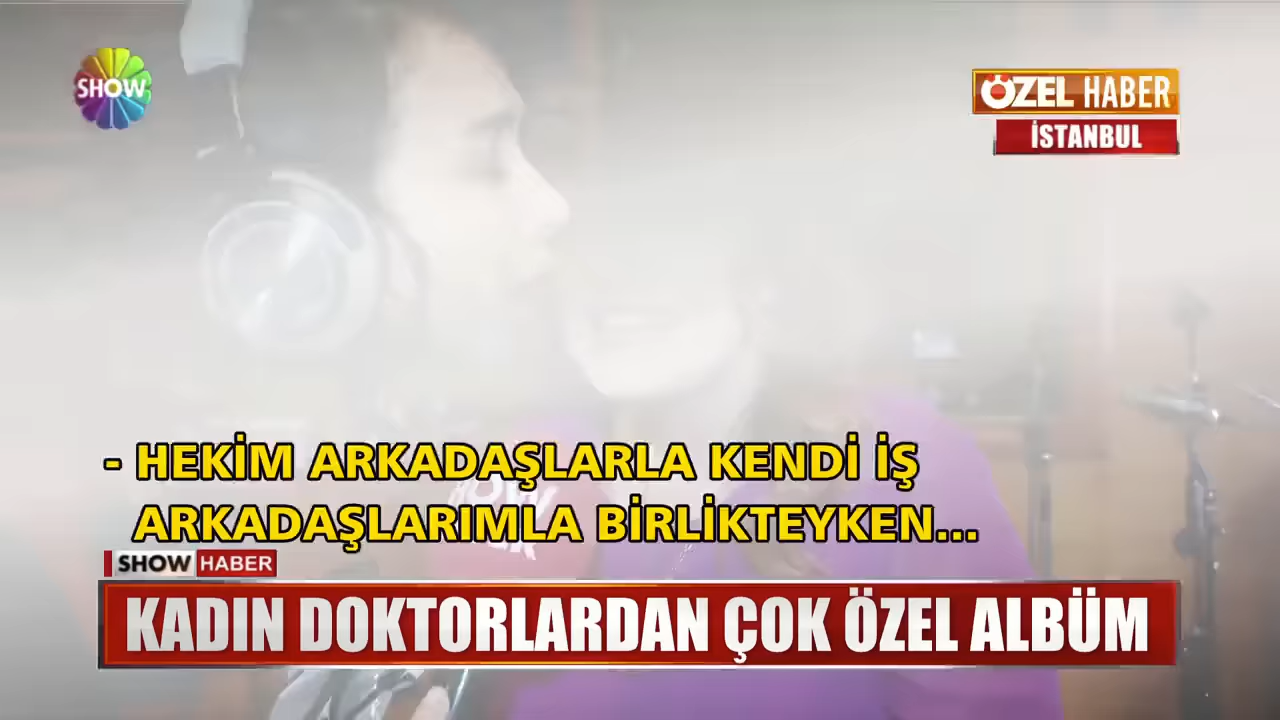 SHOW
ÖZEL HABER
İSTANBUL
- HEKİM ARKADAŞLARLA KENDİ İŞ
ARKADAŞLARIMLA BİRLİKTEYKEN...
SHOW HABER
KADIN DOKTORLARDAN ÇOK ÖZEL ALBÜM